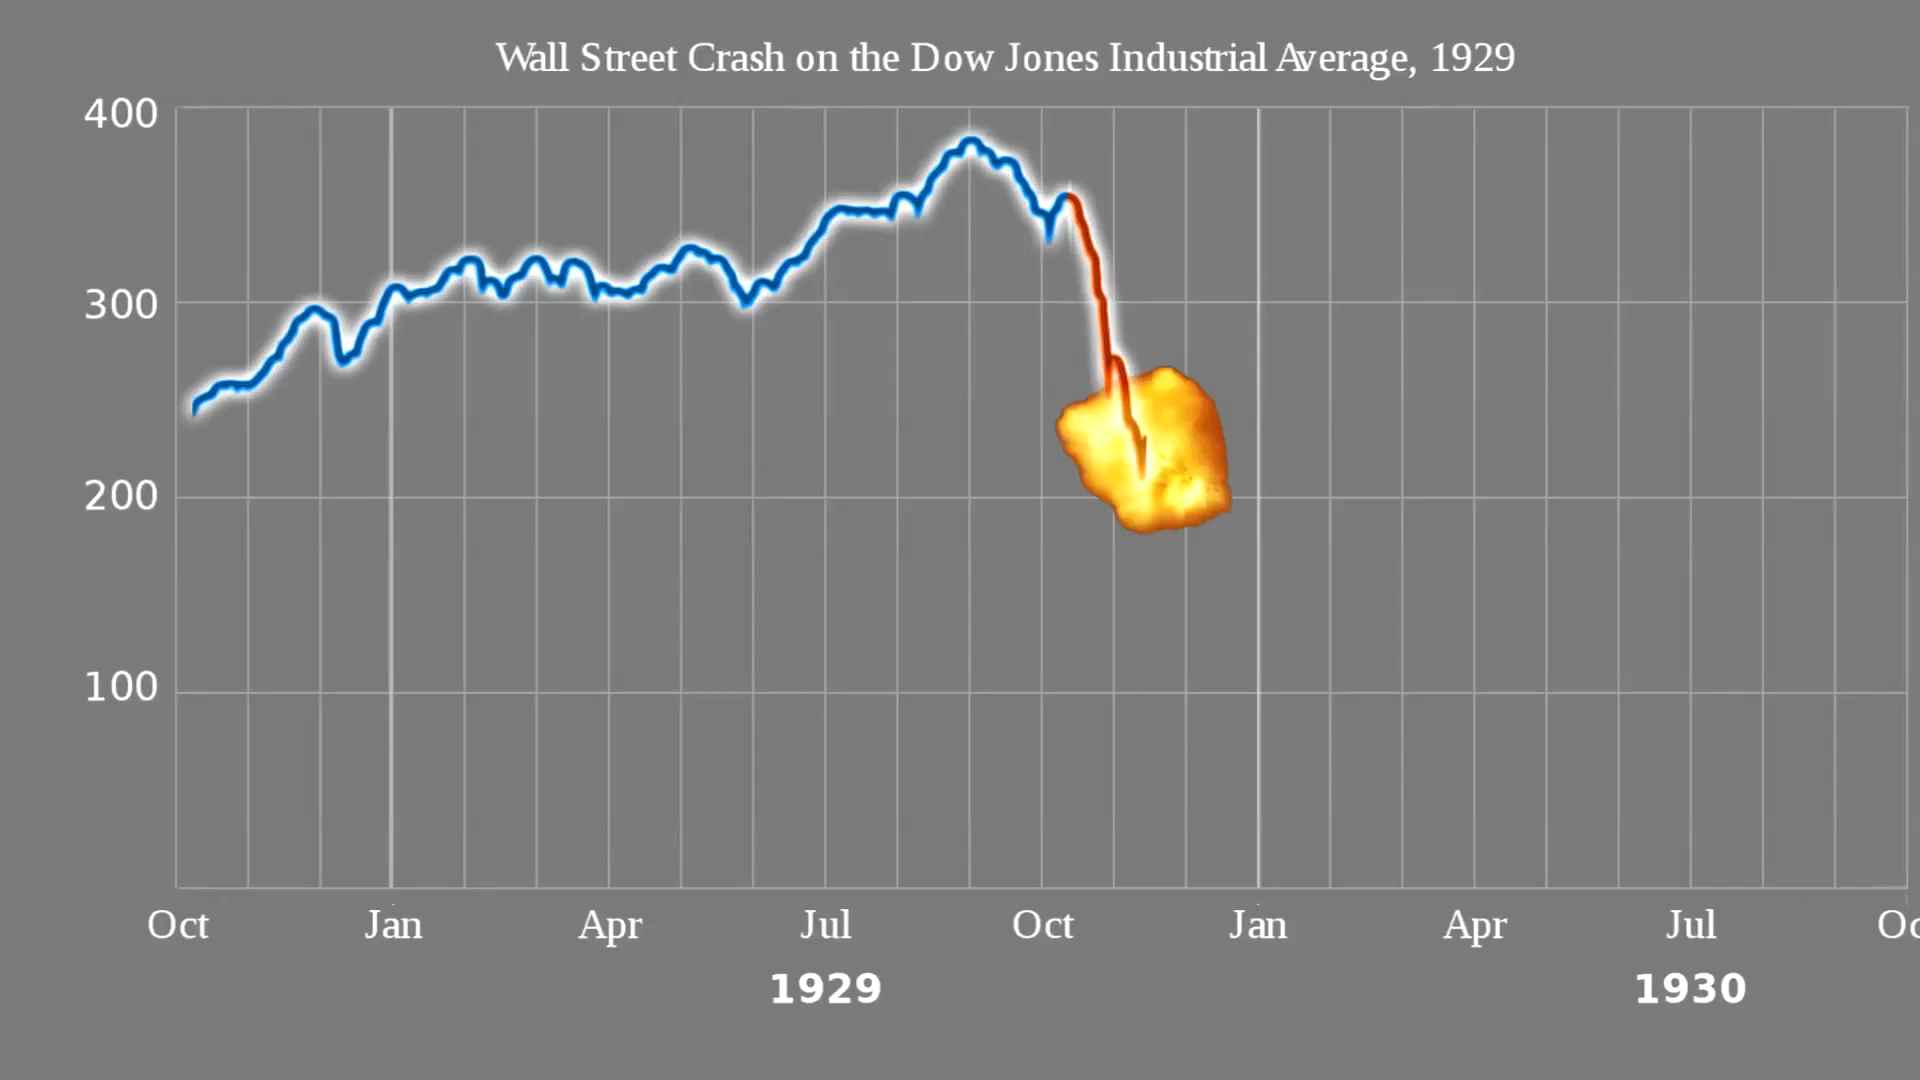 Wall Street Crash on the Dow Jones Industrial Average, 1929
400
300
200
100
Oct Jan Apr Jul Oct Jan Apr Jul Oc
1929 1930